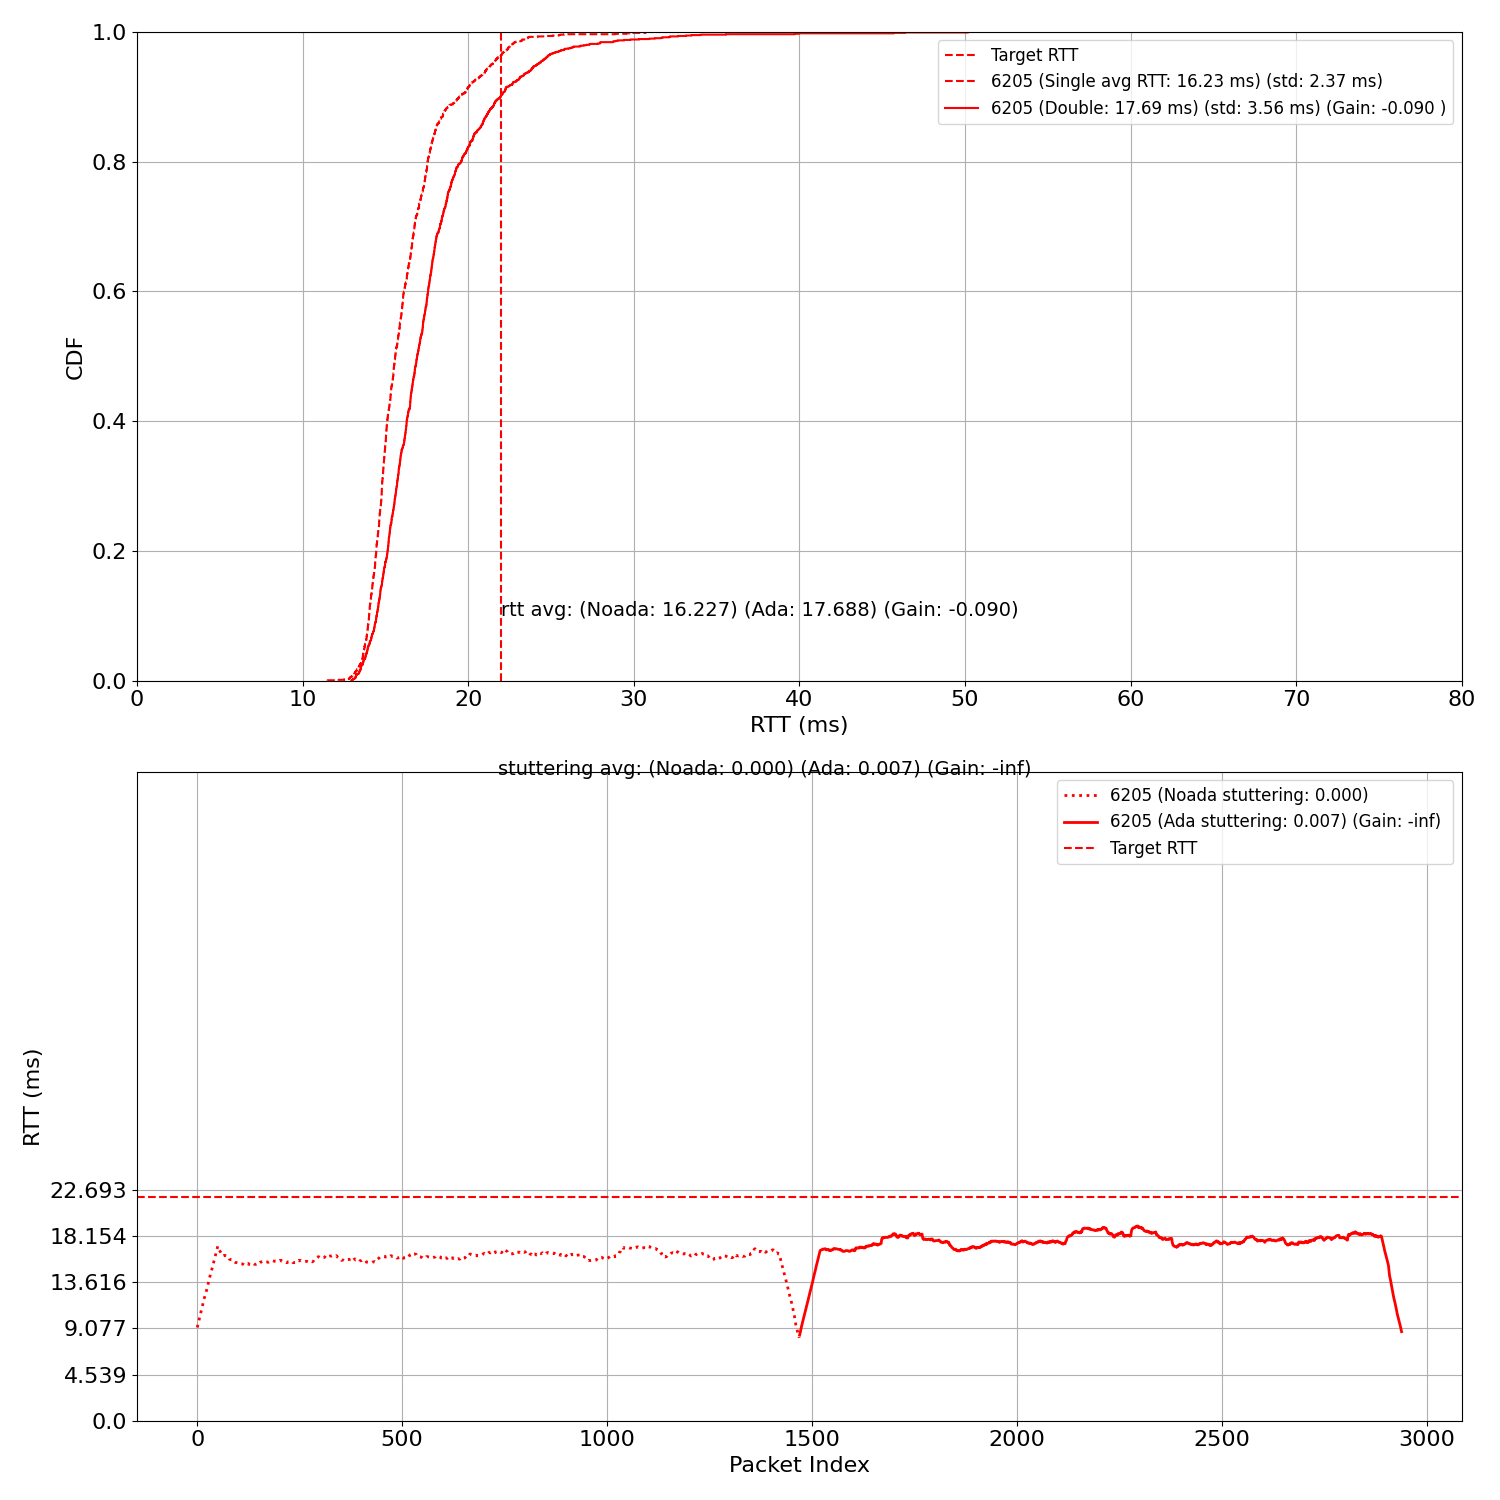 1.0
0.8
0.6
0.4
0.2
0.0
CDF
Target RTT
6205 (Single avg RTT: 16.23 ms) (std: 2.37 ms)
6205 (Double: 17.69 ms) (std: 3.56 ms) (Gain: -0.090 )
rtt avg: (Noada: 16.227) (Ada: 17.688) (Gain: -0.090)
0 10 20 30 40 50 60 70 80
RTT (ms)
stuttering avg: (Noada: 0.000) (Ada: 0.007) (Gain: -inf)
6205 (Noada stuttering: 0.000)
6205 (Ada stuttering: 0.007) (Gain: -inf)
Target RTT
RTT (ms)
22.693
18.154
13.616
9.077
4.539
0.0
0 500 1000 1500 2000 2500 3000
Packet Index